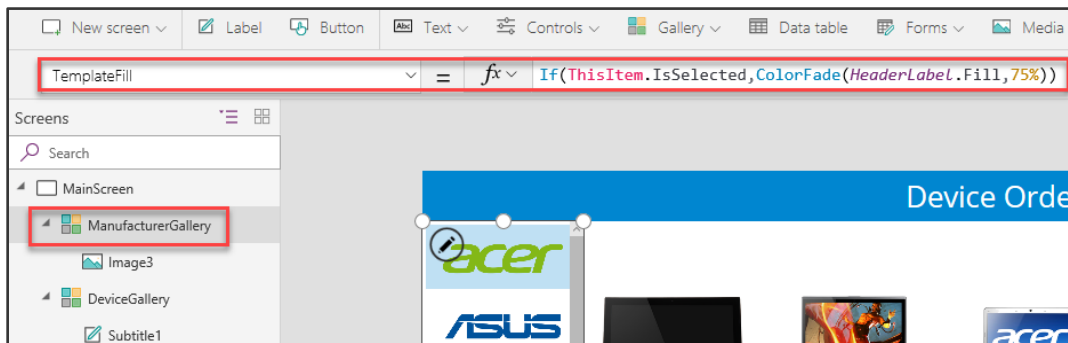 New screen Label Button Abc Text Controls Gallery Data table Forms Media
TemplateFill = fx If(ThisItem.IsSelected,ColorFade(HeaderLabel.Fill,75%))
Screens
Search
MainScreen
ManufacturerGallery
Image3
DeviceGallery
Subtitle1
Device Orde
acer
ASUS
acer